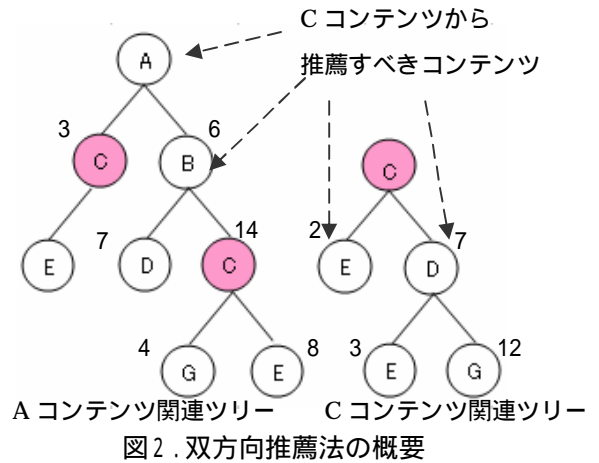 C コンテンツから
推薦すべきコンテンツ
A
3
6
C
B
C
14
2
7
7
E
D
C
E
D
4
8
3
12
G
E
E
G
A コンテンツ関連ツリー
C コンテンツ関連ツリー
図2 . 双方向推薦法の概要